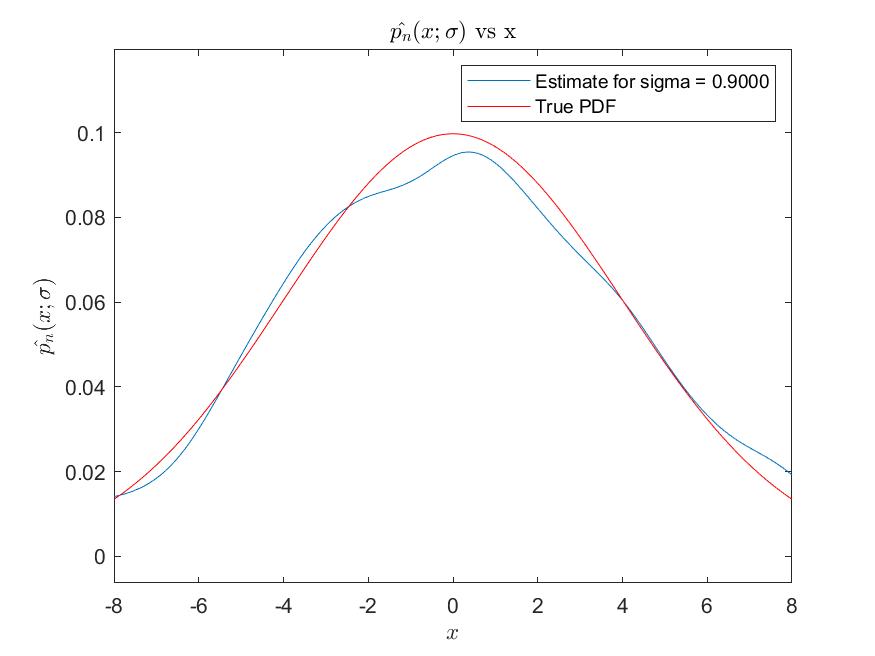 p̂ₙ(x; σ) vs x
Estimate for sigma = 0.9000
True PDF
p̂ₙ(x; σ)
0.1
0.08
0.06
0.04
0.02
0
-8 -6 -4 -2 0 2 4 6 8
x